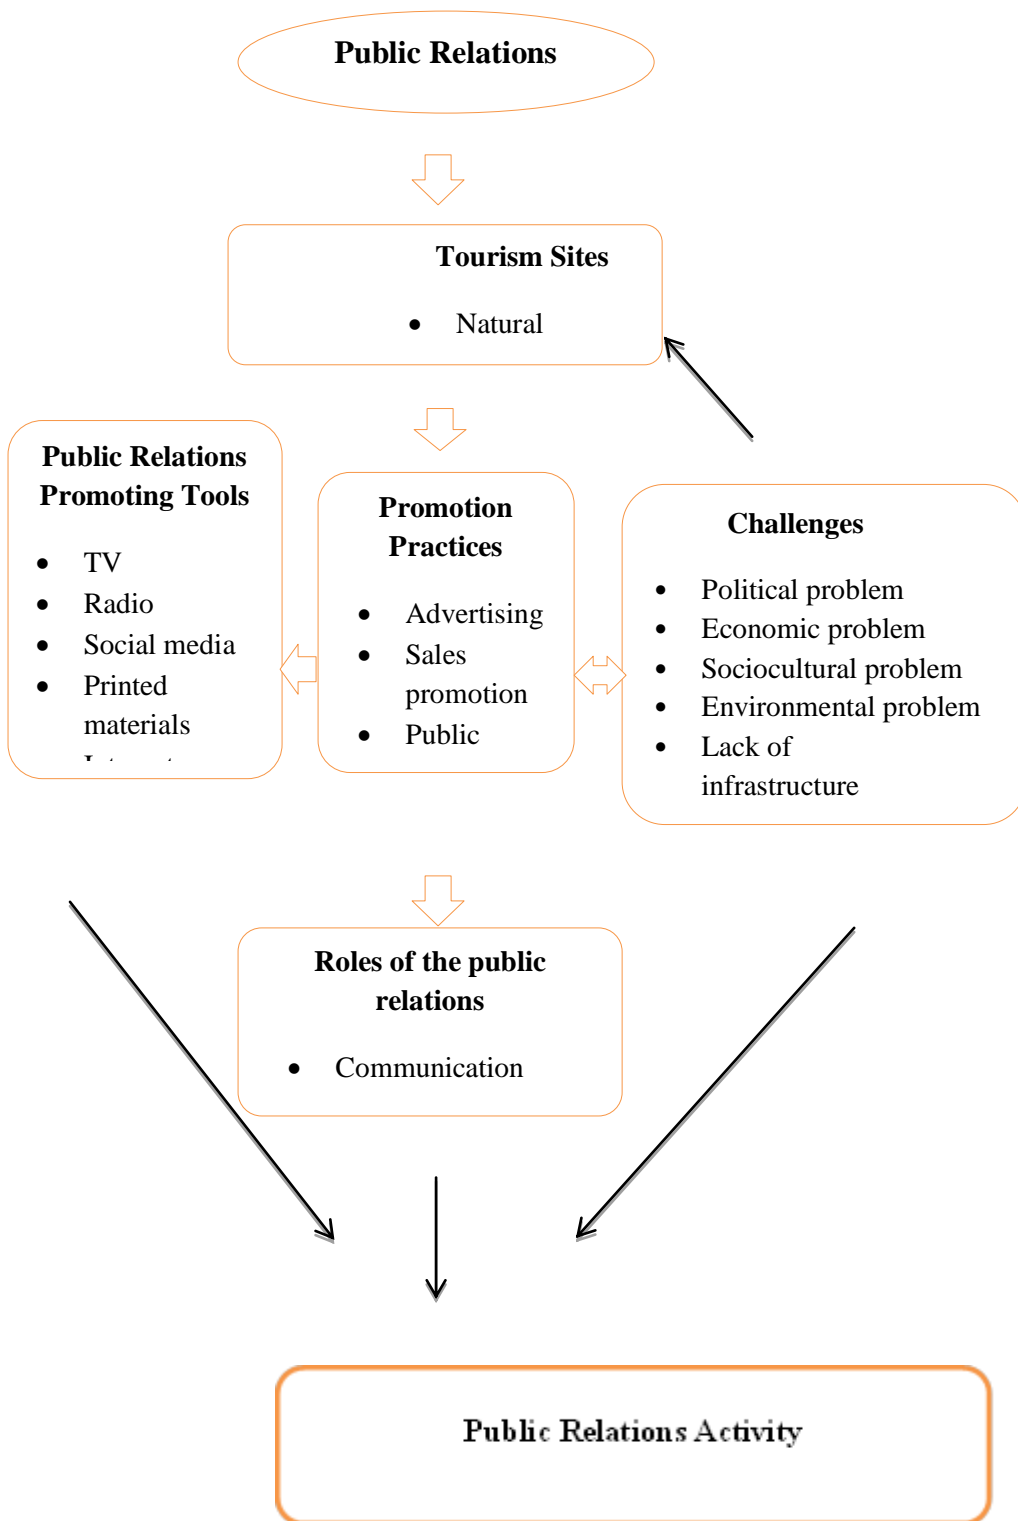 Public Relations
Tourism Sites
• Natural
Public Relations
Promoting Tools
• TV
• Radio
• Social media
• Printed
materials
Promotion
Practices
• Advertising
• Sales
promotion
• Public
Challenges
• Political problem
• Economic problem
• Sociocultural problem
• Environmental problem
• Lack of
infrastructure
Roles of the public
relations
• Communication
Public Relations Activity